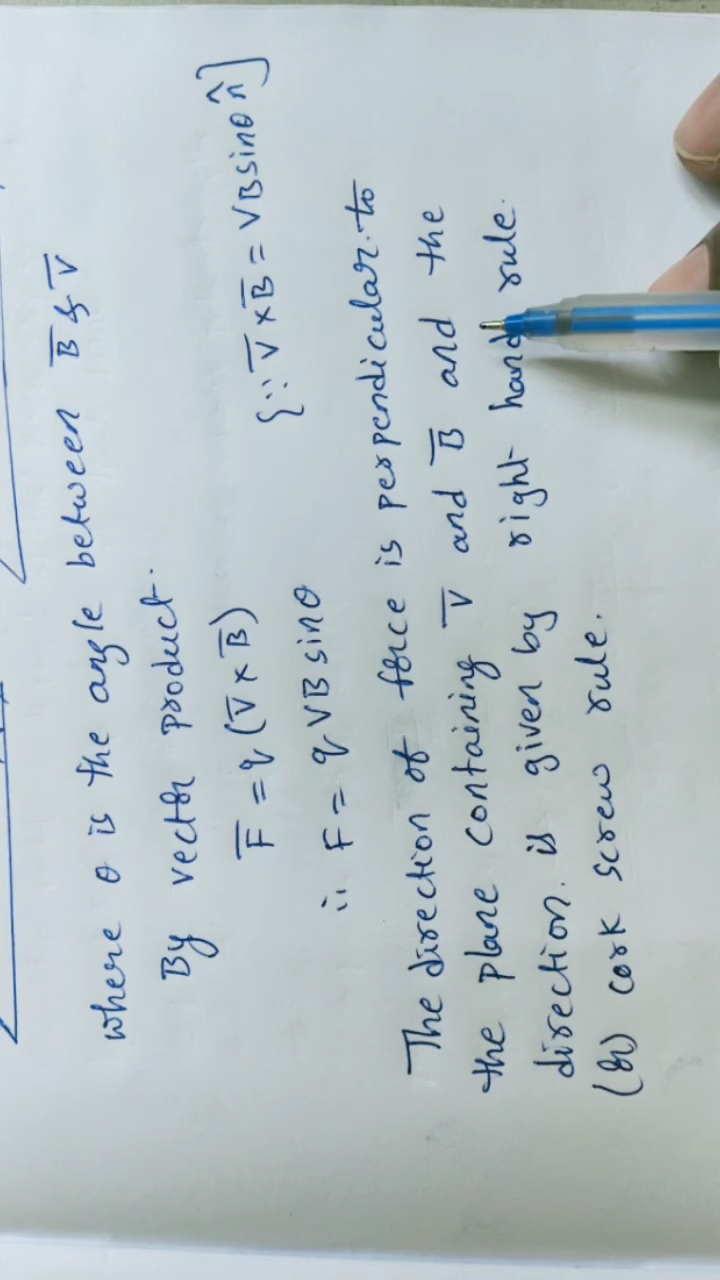 where θ is the angle between B̅ & V̅
By vector product.
F̅ = q (V̅ × B̅) {∵ V̅ × B̅ = VB sinθ n̂]
∴ F = q VB sinθ
The direction of force is perpendicular. to
the plane containing V̅ and B̅ and the
direction. is given by right hand rule.
(or) cork screw rule.